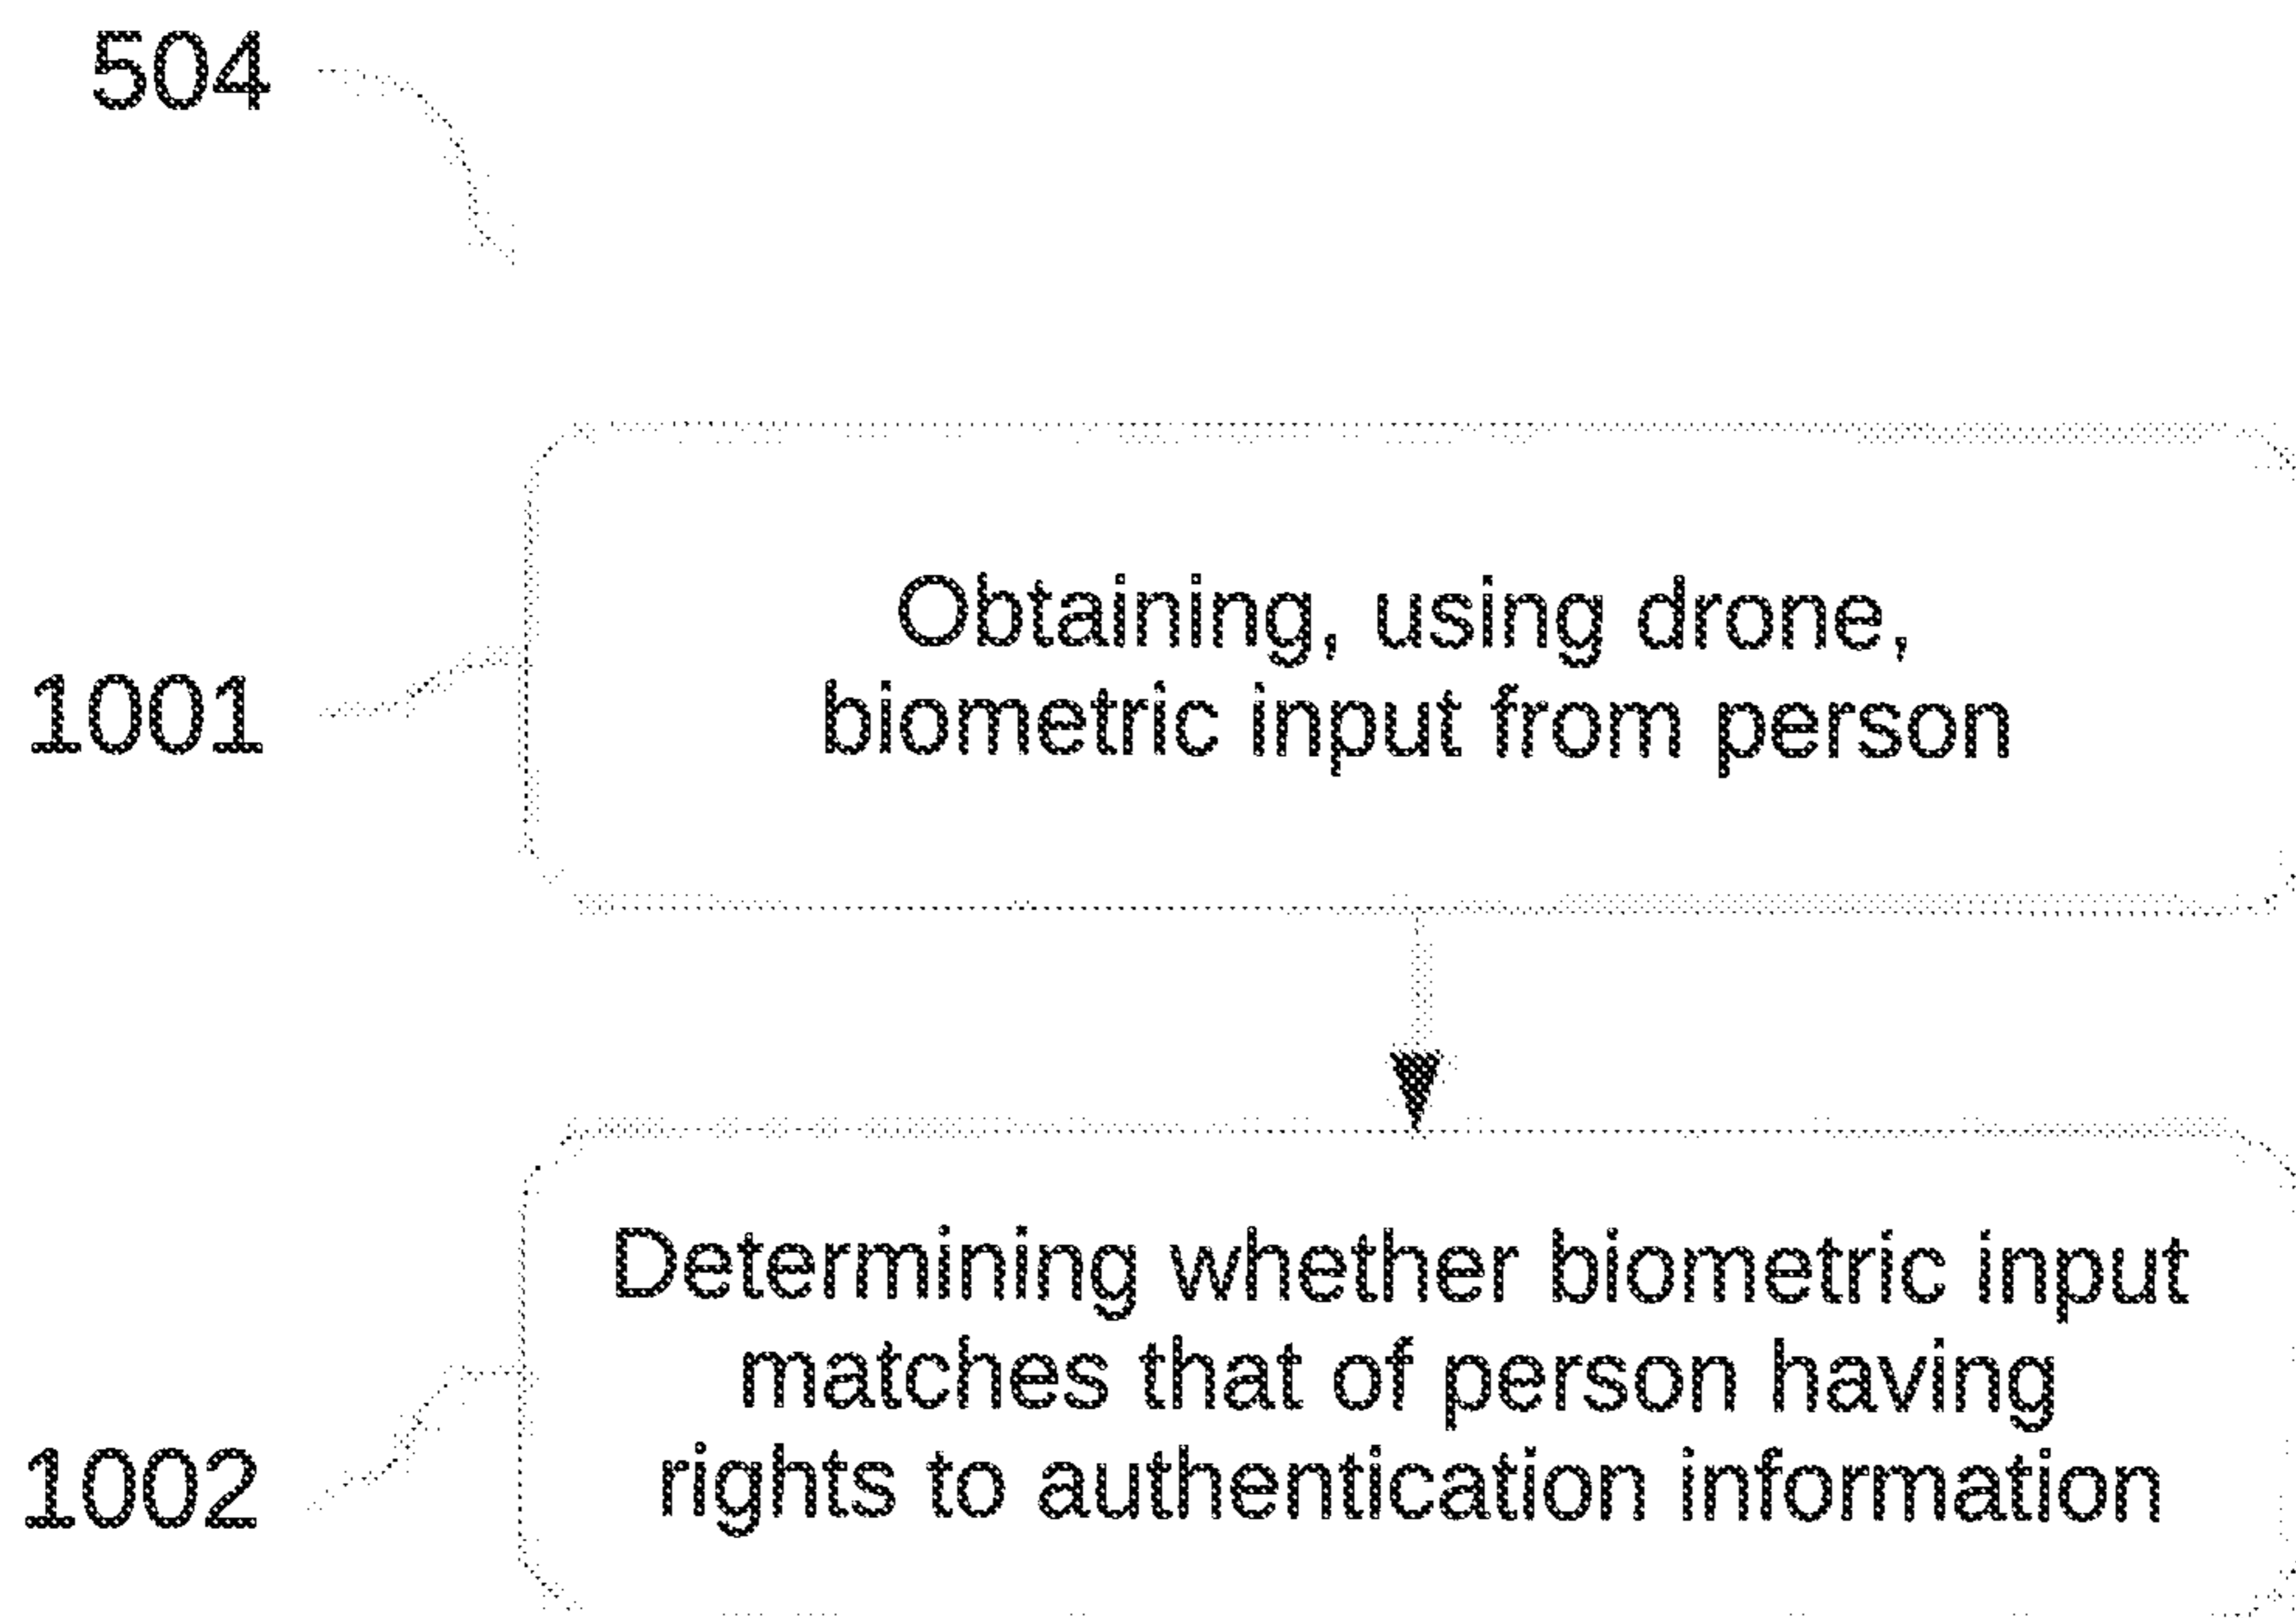 504
1001
Obtaining, using drone,
biometric input from person
1002
Determining whether biometric input
matches that of person having
rights to authentication information